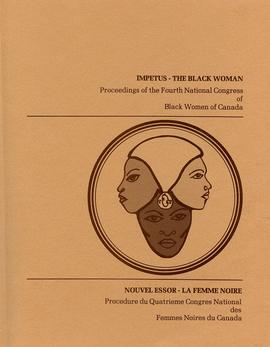 IMPETUS - THE BLACK WOMAN
Proceedings of the Fourth National Congress
of
Black Women of Canada
NOUVEL ESSOR - LA FEMME NOIRE
Procedure du Quatrieme Congres National
des
Femmes Noires du Canada